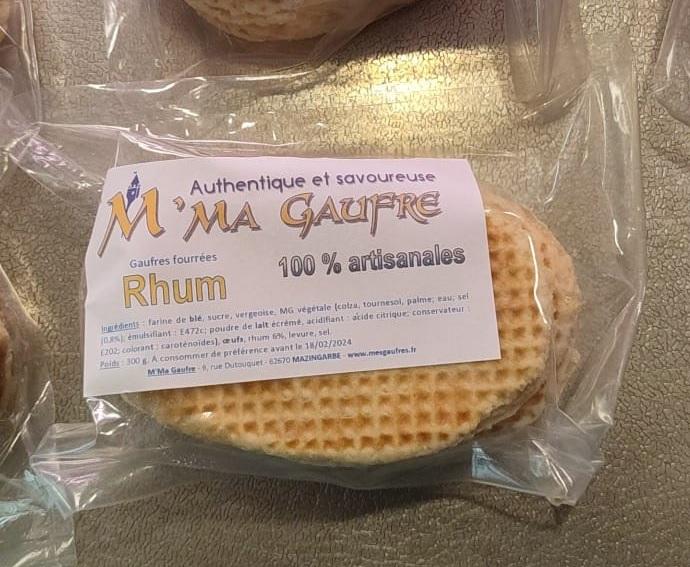 Authentique et savoureuse
M'MA GAUFRE
Gaufres fourrées
100 % artisanales
Rhum
Ingrédients : farine de blé, sucre, vergeoise, MG végétale (colza, tournesol, palme; eau; sel
(0,8%); émulsifiant : E472c; poudre de lait écrémé, acidifiant : acide citrique; conservateur :
E202; colorant : caroténoïdes), œufs, rhum 6%, levure, sel.
Poids : 300 g. A consommer de préférence avant le 18/02/2024
M'Ma Gaufre - 9, rue Dutouquet - 62670 MAZINGARBE - www.mesgaufres.fr